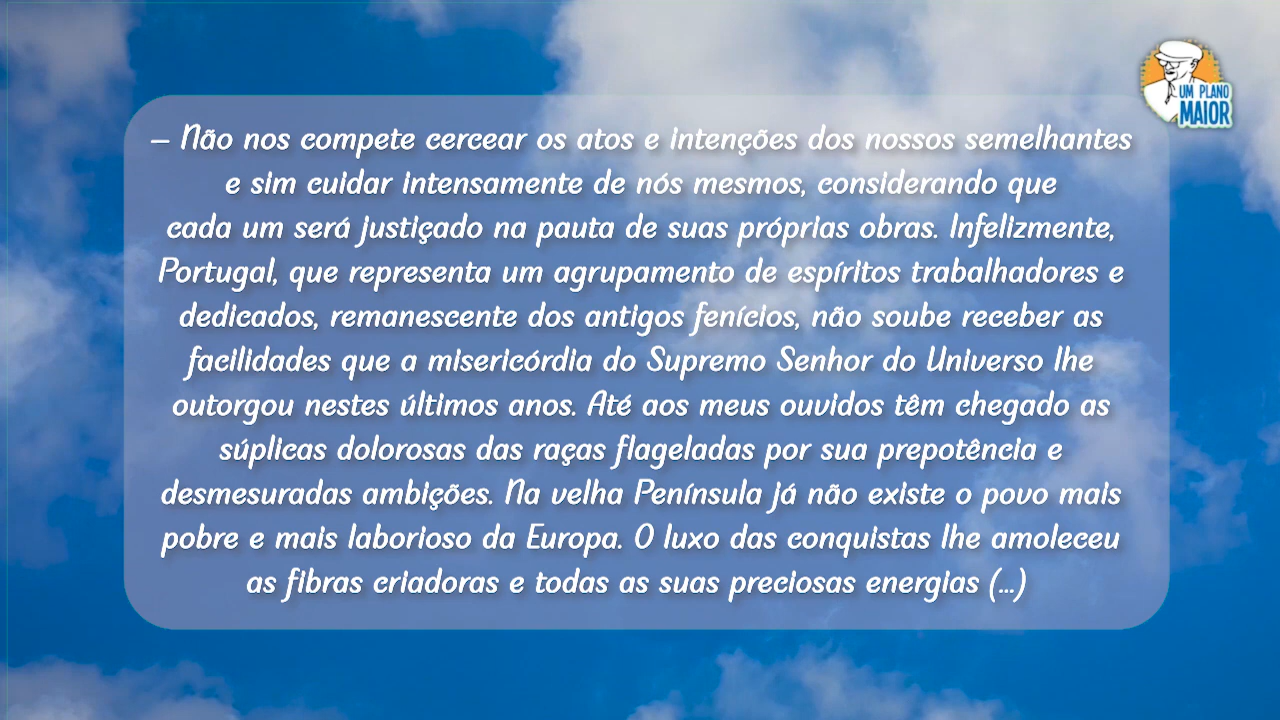 UM PLANO
MAIOR
– Não nos compete cercear os atos e intenções dos nossos semelhantes
e sim cuidar intensamente de nós mesmos, considerando que
cada um será justiçado na pauta de suas próprias obras. Infelizmente,
Portugal, que representa um agrupamento de espíritos trabalhadores e
dedicados, remanescente dos antigos fenícios, não soube receber as
facilidades que a misericórdia do Supremo Senhor do Universo lhe
outorgou nestes últimos anos. Até aos meus ouvidos têm chegado as
súplicas dolorosas das raças flageladas por sua prepotência e
desmesuradas ambições. Na velha Península já não existe o povo mais
pobre e mais laborioso da Europa. O luxo das conquistas lhe amoleceu
as fibras criadoras e todas as suas preciosas energias (...)